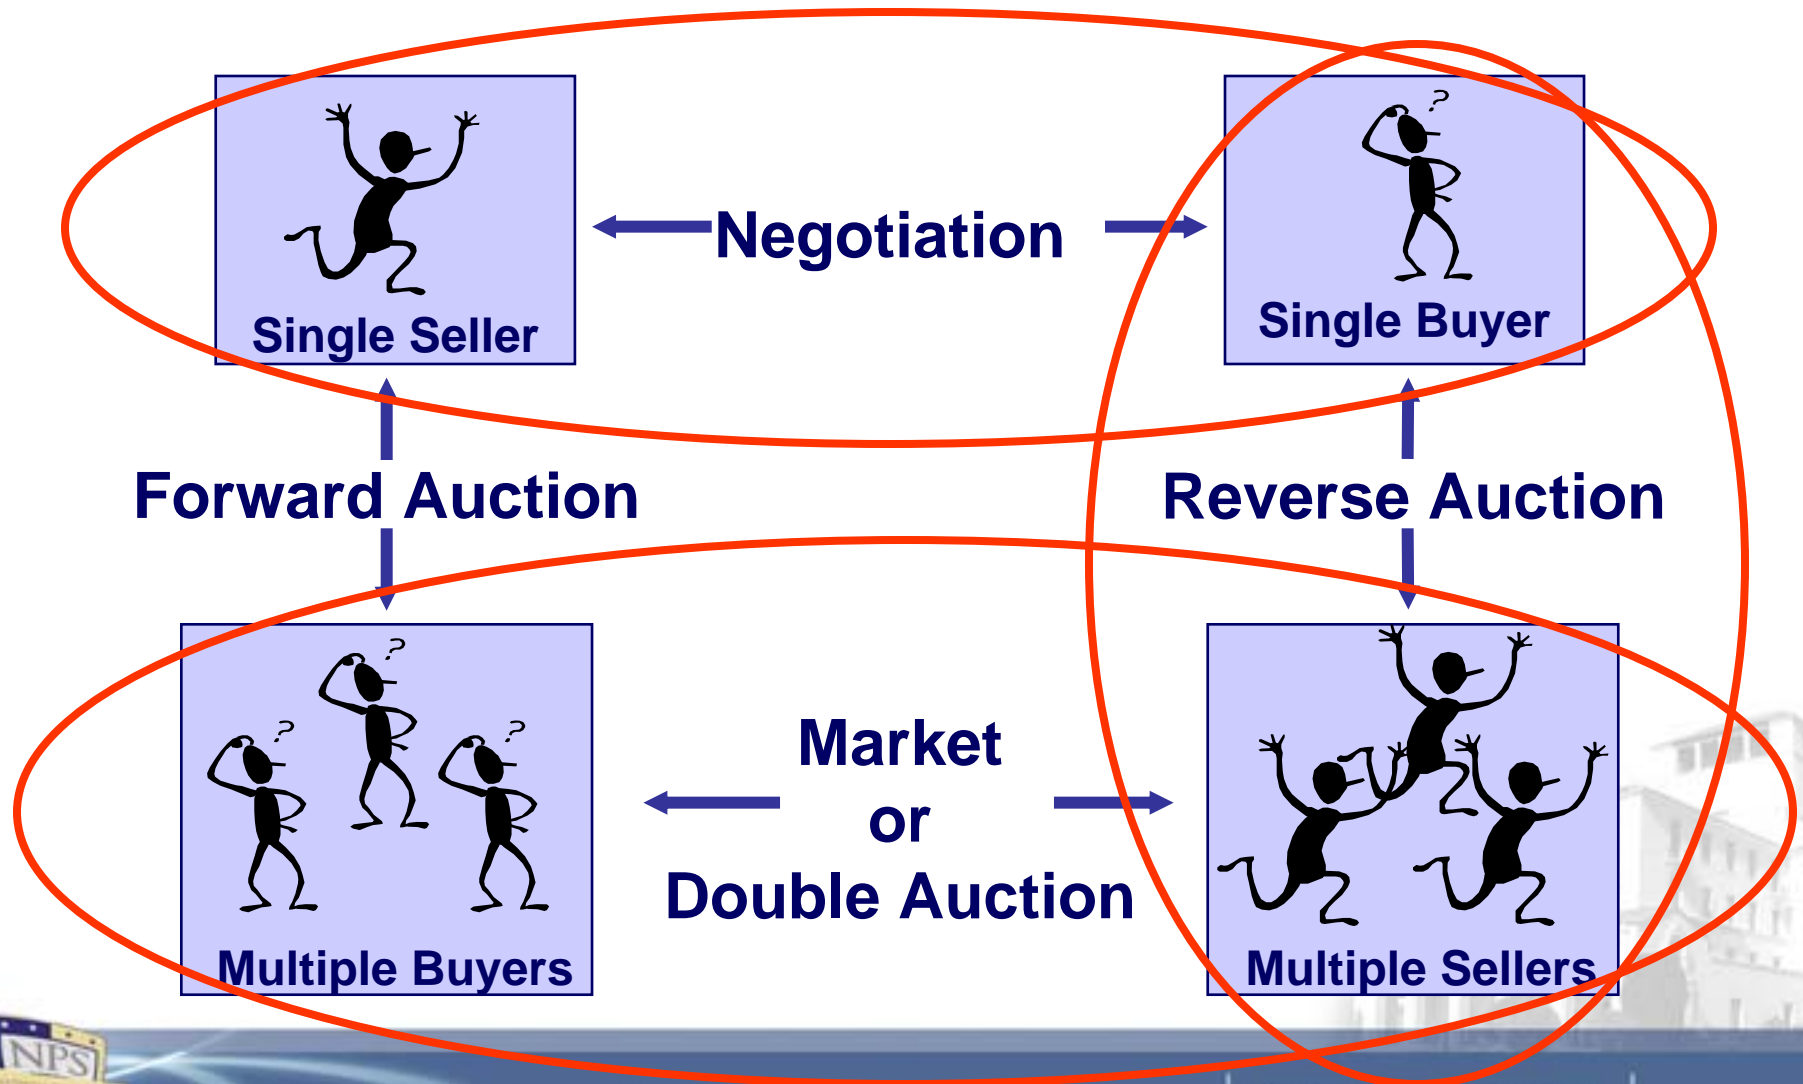 ?
Negotiation
Single Seller
Single Buyer
Forward Auction
Reverse Auction
?
?
?
Market
or
Double Auction
Multiple Buyers
Multiple Sellers
NPS